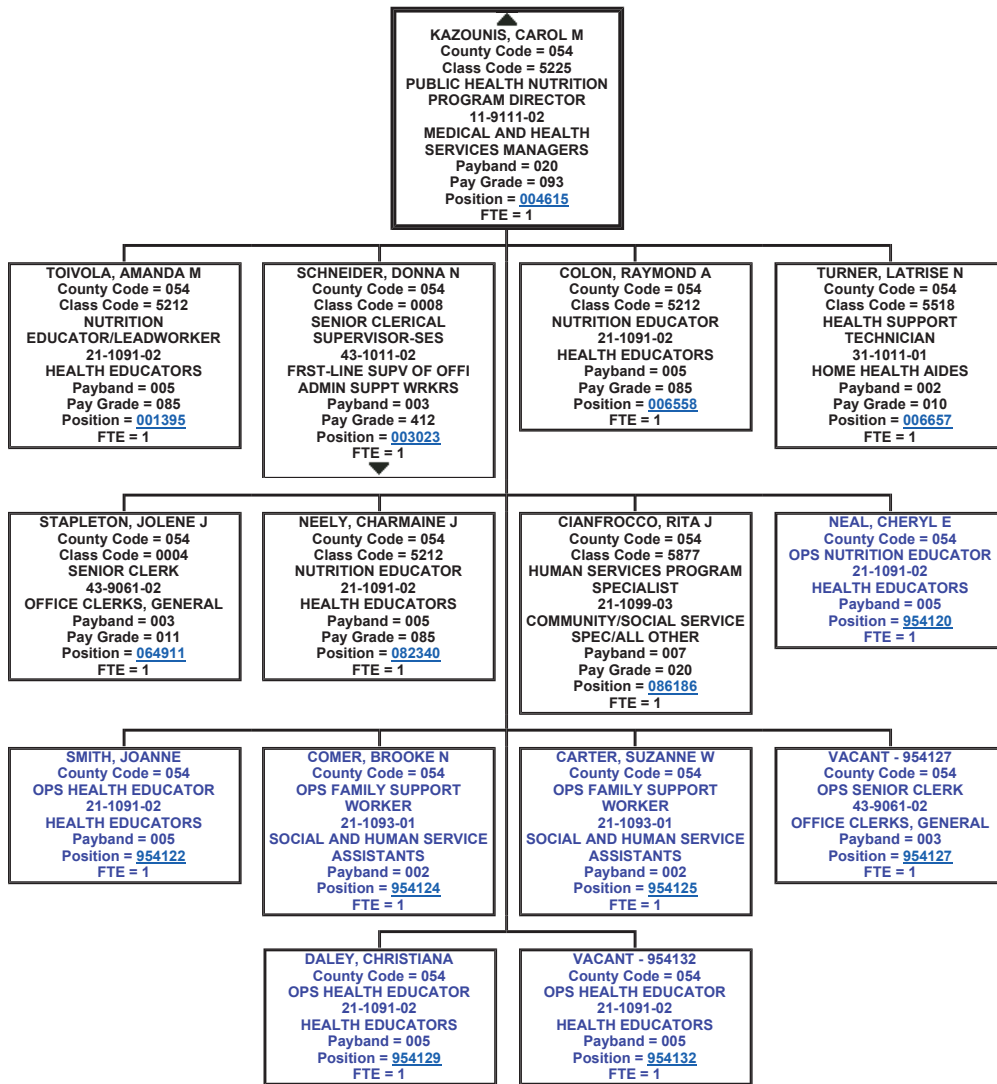 KAZOUNIS, CAROL M
County Code = 054
Class Code = 5225
PUBLIC HEALTH NUTRITION
PROGRAM DIRECTOR
11-9111-02
MEDICAL AND HEALTH
SERVICES MANAGERS
Payband = 020
Pay Grade = 093
Position = 004615
FTE = 1
TOIVOLA, AMANDA M
County Code = 054
Class Code = 5212
NUTRITION
EDUCATOR/LEADWORKER
21-1091-02
HEALTH EDUCATORS
Payband = 005
Pay Grade = 085
Position = 001395
FTE = 1
SCHNEIDER, DONNA N
County Code = 054
Class Code = 0008
SENIOR CLERICAL
SUPERVISOR-SES
43-1011-02
FRST-LINE SUPV OF OFFI
ADMIN SUPPT WRKRS
Payband = 003
Pay Grade = 412
Position = 003023
FTE = 1
COLON, RAYMOND A
County Code = 054
Class Code = 5212
NUTRITION EDUCATOR
21-1091-02
HEALTH EDUCATORS
Payband = 005
Pay Grade = 085
Position = 006558
FTE = 1
TURNER, LATRISE N
County Code = 054
Class Code = 5518
HEALTH SUPPORT
TECHNICIAN
31-1011-01
HOME HEALTH AIDES
Payband = 002
Pay Grade = 010
Position = 006657
FTE = 1
STAPLETON, JOLENE J
County Code = 054
Class Code = 0004
SENIOR CLERK
43-9061-02
OFFICE CLERKS, GENERAL
Payband = 003
Pay Grade = 011
Position = 064911
FTE = 1
NEELY, CHARMAINE J
County Code = 054
Class Code = 5212
NUTRITION EDUCATOR
21-1091-02
HEALTH EDUCATORS
Payband = 005
Pay Grade = 085
Position = 082340
FTE = 1
CIANFROCCO, RITA J
County Code = 054
Class Code = 5877
HUMAN SERVICES PROGRAM
SPECIALIST
21-1099-03
COMMUNITY/SOCIAL SERVICE
SPEC/ALL OTHER
Payband = 007
Pay Grade = 020
Position = 086186
FTE = 1
NEAL, CHERYL E
County Code = 054
OPS NUTRITION EDUCATOR
21-1091-02
HEALTH EDUCATORS
Payband = 005
Position = 954120
FTE = 1
SMITH, JOANNE
County Code = 054
OPS HEALTH EDUCATOR
21-1091-02
HEALTH EDUCATORS
Payband = 005
Position = 954122
FTE = 1
COMER, BROOKE N
County Code = 054
OPS FAMILY SUPPORT
WORKER
21-1093-01
SOCIAL AND HUMAN SERVICE
ASSISTANTS
Payband = 002
Position = 954124
FTE = 1
CARTER, SUZANNE W
County Code = 054
OPS FAMILY SUPPORT
WORKER
21-1093-01
SOCIAL AND HUMAN SERVICE
ASSISTANTS
Payband = 002
Position = 954125
FTE = 1
VACANT - 954127
County Code = 054
OPS SENIOR CLERK
43-9061-02
OFFICE CLERKS, GENERAL
Payband = 003
Position = 954127
FTE = 1
DALEY, CHRISTIANA
County Code = 054
OPS HEALTH EDUCATOR
21-1091-02
HEALTH EDUCATORS
Payband = 005
Position = 954129
FTE = 1
VACANT - 954132
County Code = 054
OPS HEALTH EDUCATOR
21-1091-02
HEALTH EDUCATORS
Payband = 005
Position = 954132
FTE = 1